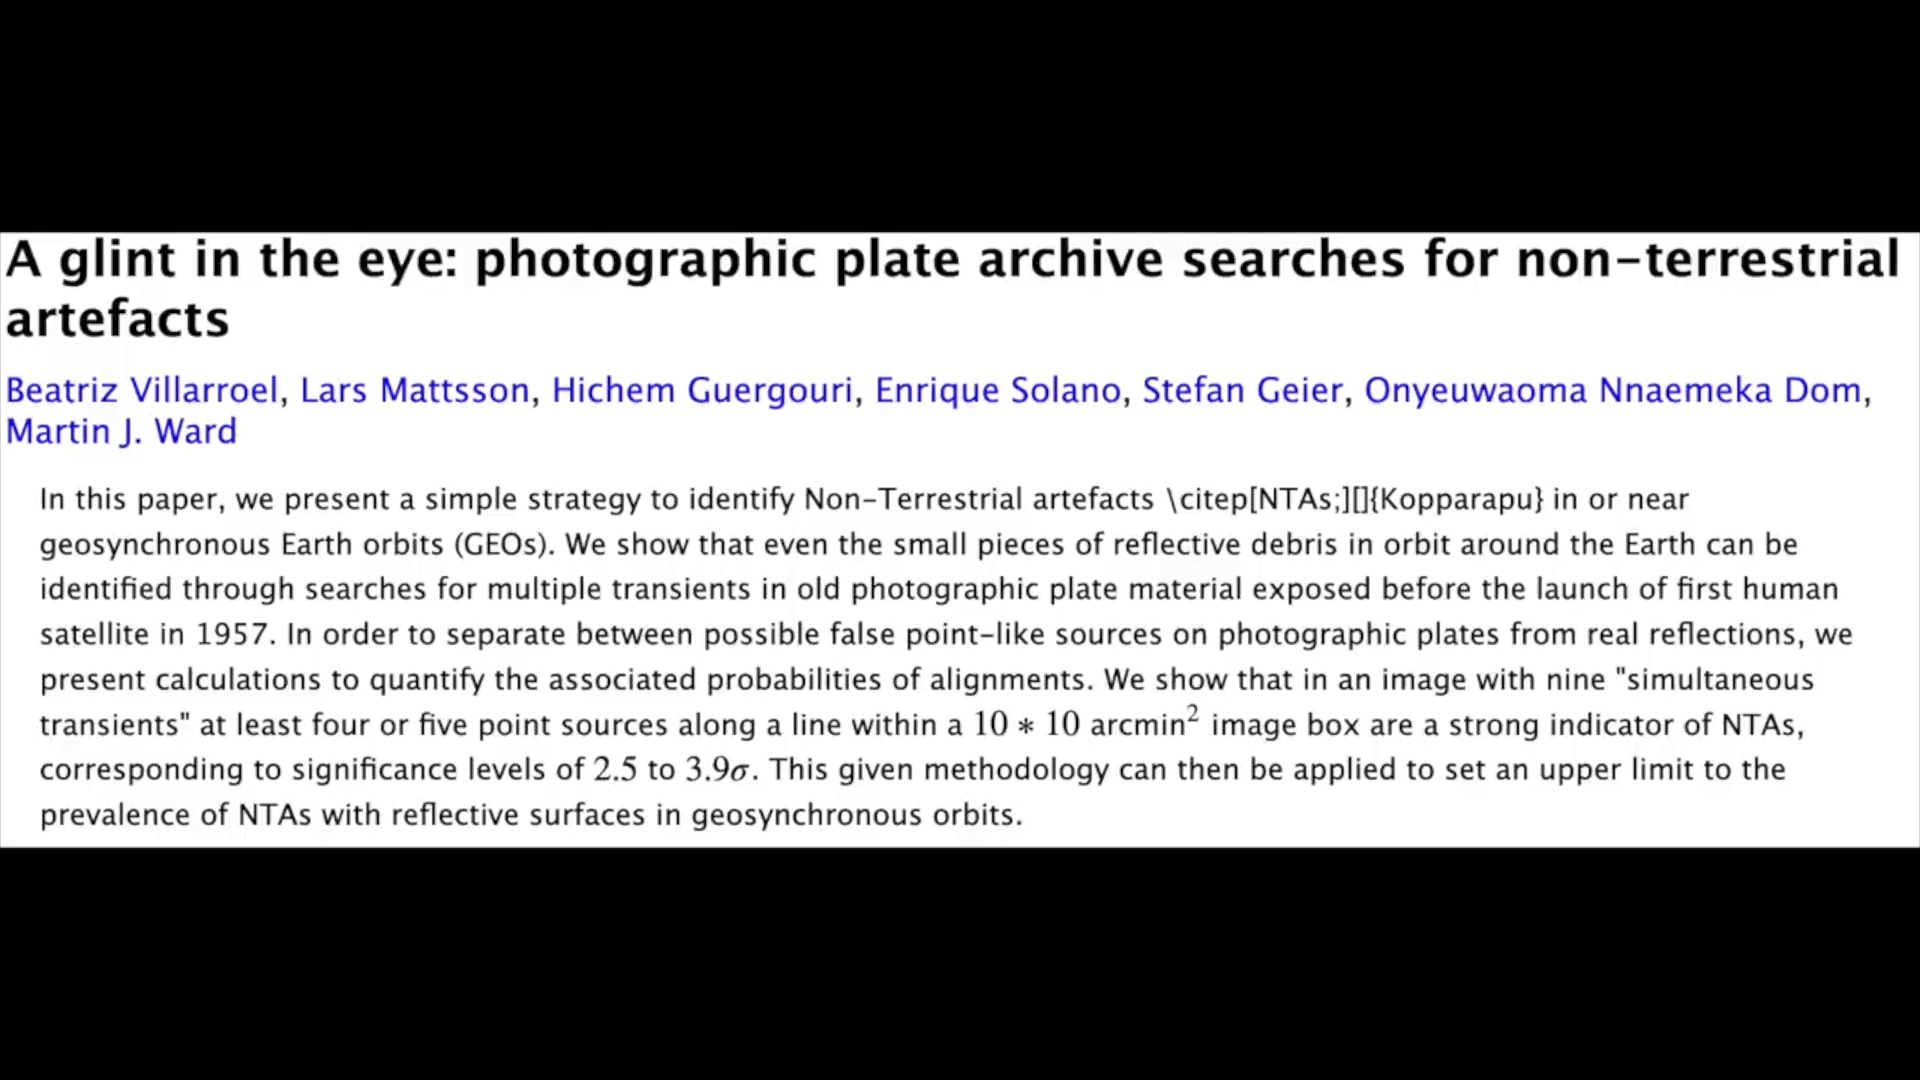 A glint in the eye: photographic plate archive searches for non-terrestrial
artefacts
Beatriz Villarroel, Lars Mattsson, Hichem Guergouri, Enrique Solano, Stefan Geier, Onyeuwaoma Nnaemeka Dom,
Martin J. Ward
In this paper, we present a simple strategy to identify Non-Terrestrial artefacts \citep[NTAs;][]{Kopparapu} in or near
geosynchronous Earth orbits (GEOs). We show that even the small pieces of reflective debris in orbit around the Earth can be
identified through searches for multiple transients in old photographic plate material exposed before the launch of first human
satellite in 1957. In order to separate between possible false point-like sources on photographic plates from real reflections, we
present calculations to quantify the associated probabilities of alignments. We show that in an image with nine "simultaneous
transients" at least four or five point sources along a line within a 10 * 10 arcmin² image box are a strong indicator of NTAs,
corresponding to significance levels of 2.5 to 3.9σ. This given methodology can then be applied to set an upper limit to the
prevalence of NTAs with reflective surfaces in geosynchronous orbits.